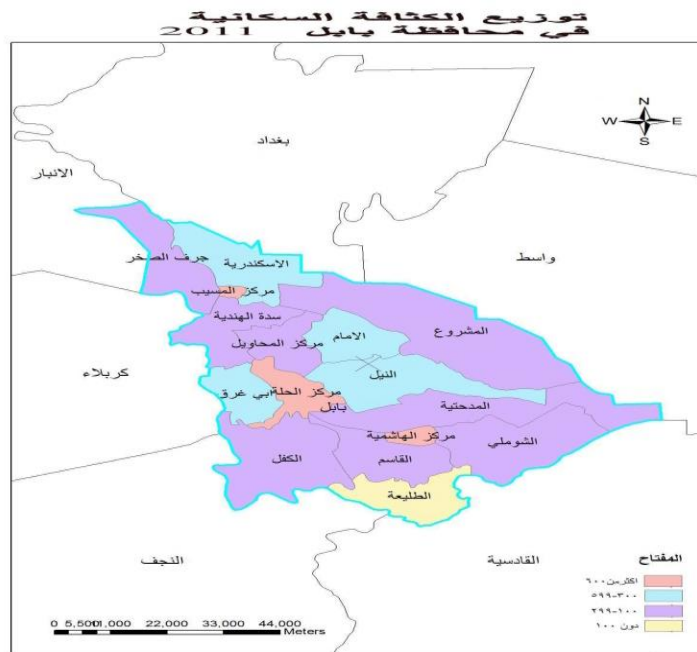 توزيع الكثافة السكانية
في محافظة بابل 2011
N
W E
S
بغداد
الانبار
واسط
جرف الصخر
الاسكندرية
مركز المسيب
سدة الهندية
المشروع
الامام
مركز المحاويل
كربلاء
النيل
مركز الحلة
ابي غرق
بابل
المدحتية
مركز الهاشمية
الشوملي
الكفل
القاسم
الطليعة
النجف
القادسية
المفتاح
اكثر من ٦٠٠
٣٠٠-٥٩٩
١٠٠-٢٩٩
دون ١٠٠
0 5,500 11,000 22,000 33,000 44,000
Meters